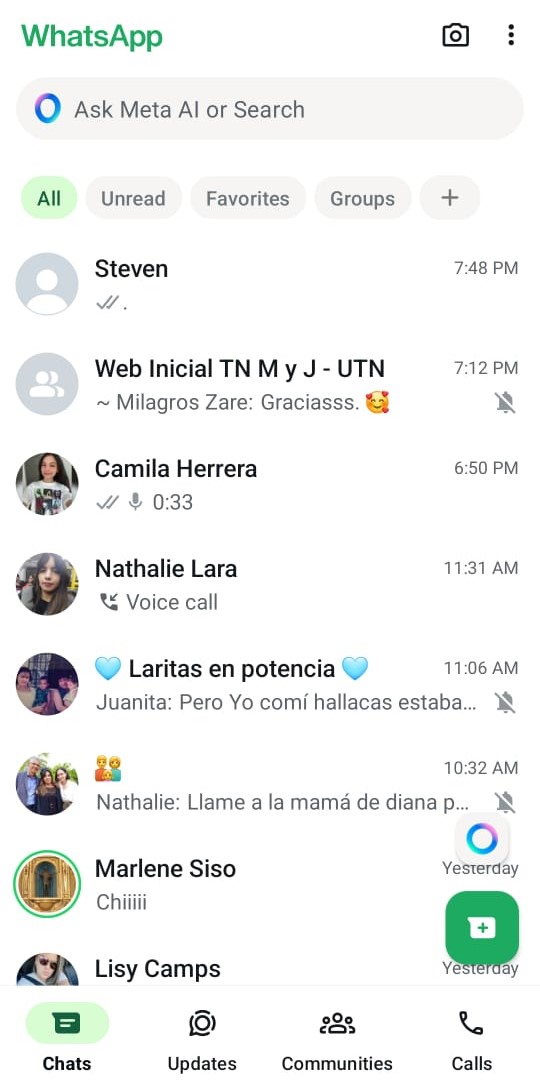 WhatsApp
Ask Meta AI or Search
All Unread Favorites Groups +
Steven 7:48 PM
.
Web Inicial TN M y J - UTN 7:12 PM
~ Milagros Zare: Graciasss. 🥰
Camila Herrera 6:50 PM
0:33
Nathalie Lara 11:31 AM
Voice call
🩵 Laritas en potencia 🩵 11:06 AM
Juanita: Pero Yo comí hallacas estaba...
10:32 AM
Nathalie: Llame a la mamá de diana p...
Marlene Siso Yesterday
Chiiiii
Lisy Camps Yesterday
Chats Updates Communities Calls